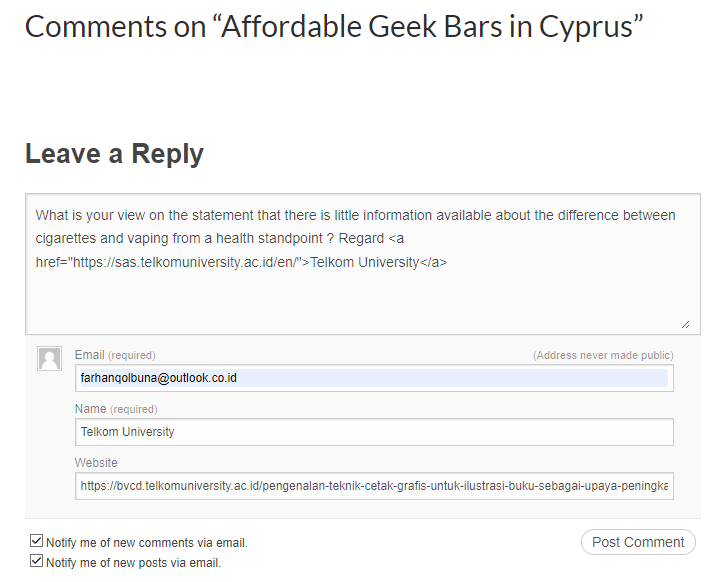 Comments on “Affordable Geek Bars in Cyprus”
Leave a Reply
What is your view on the statement that there is little information available about the difference between
cigarettes and vaping from a health standpoint ? Regard <a
href="https://sas.telkomuniversity.ac.id/en/">Telkom University</a>
Email (required) (Address never made public)
farhanqolbuna@outlook.co.id
Name (required)
Telkom University
Website
https://bvcd.telkomuniversity.ac.id/pengenalan-teknik-cetak-grafis-untuk-ilustrasi-buku-sebagai-upaya-peningka
Notify me of new comments via email.
Post Comment
Notify me of new posts via email.